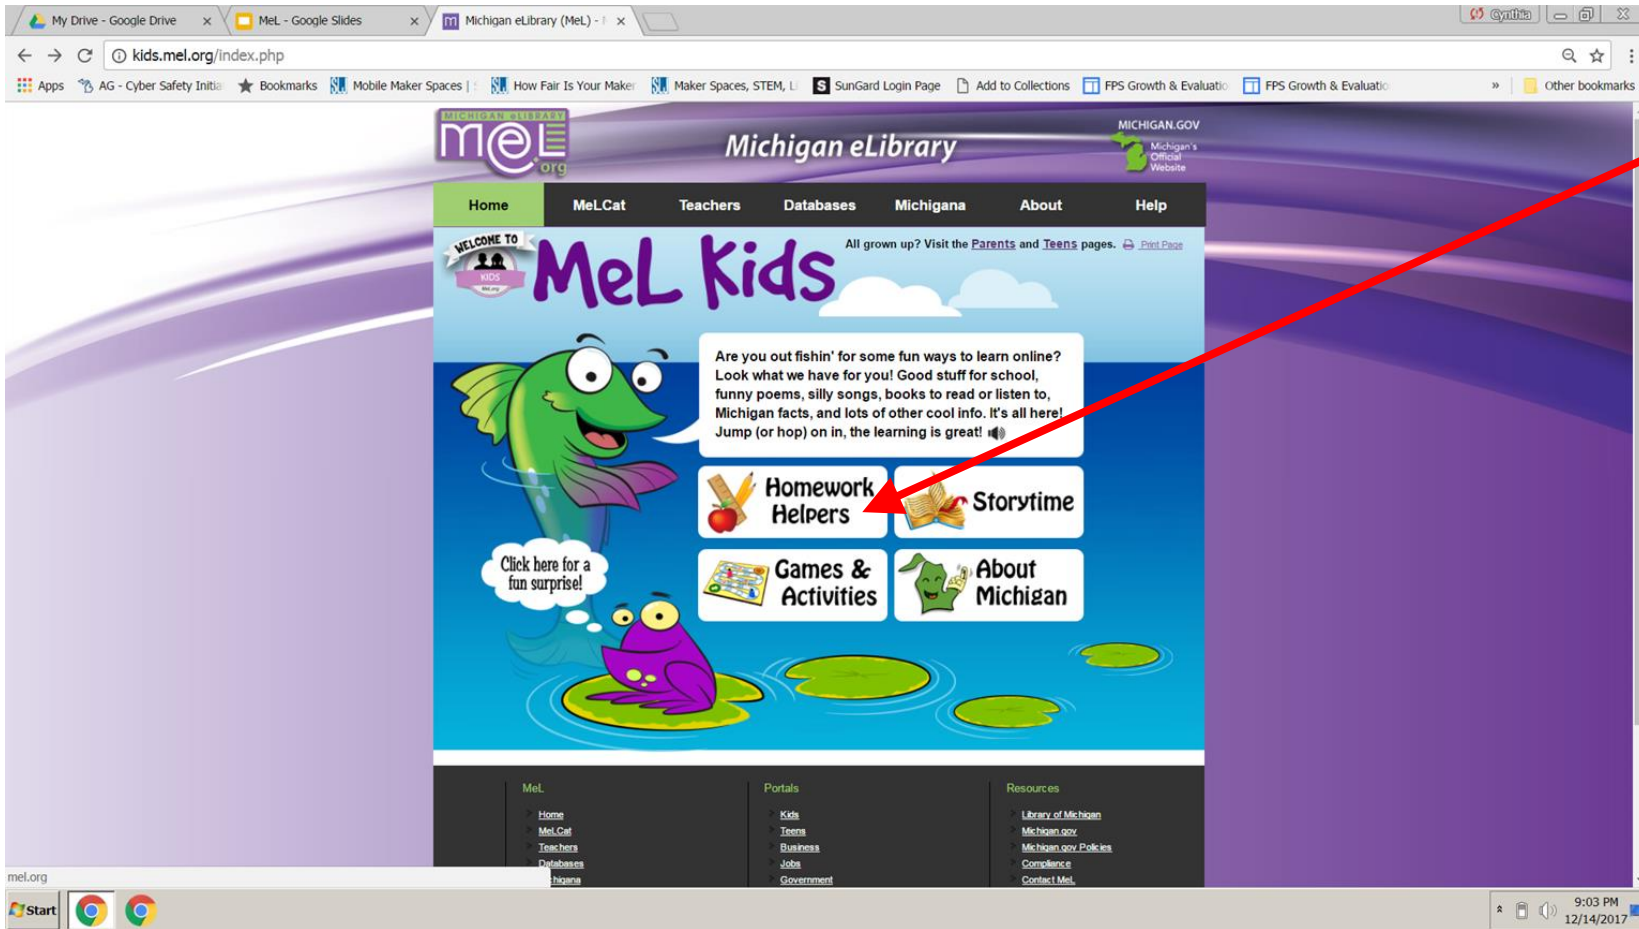 My Drive - Google Drive
MeL - Google Slides
Michigan eLibrary (MeL) -
Cynthia
kids.mel.org/index.php
Apps
AG - Cyber Safety Initia
Bookmarks
Mobile Maker Spaces |
How Fair Is Your Maker
Maker Spaces, STEM, L
SunGard Login Page
Add to Collections
FPS Growth & Evaluatio
FPS Growth & Evaluatio
»
Other bookmarks
MICHIGAN eLIBRARY
meL.org
Michigan eLibrary
MICHIGAN.GOV
Michigan's
Official
Website
Home
MeLCat
Teachers
Databases
Michigana
About
Help
WELCOME TO
KIDS
MeL.org
MeL Kids
All grown up? Visit the Parents and Teens pages. Print Page
Are you out fishin' for some fun ways to learn online?
Look what we have for you! Good stuff for school,
funny poems, silly songs, books to read or listen to,
Michigan facts, and lots of other cool info. It's all here!
Jump (or hop) on in, the learning is great!
Homework
Helpers
Storytime
Click here for a
fun surprise!
Games &
Activities
About
Michigan
MeL
Home
MeLCat
Teachers
Databases
Portals
Kids
Teens
Business
Jobs
Government
Resources
Library of Michigan
Michigan.gov
Michigan.gov Policies
Compliance
Contact MeL
mel.org
Start
9:03 PM
12/14/2017